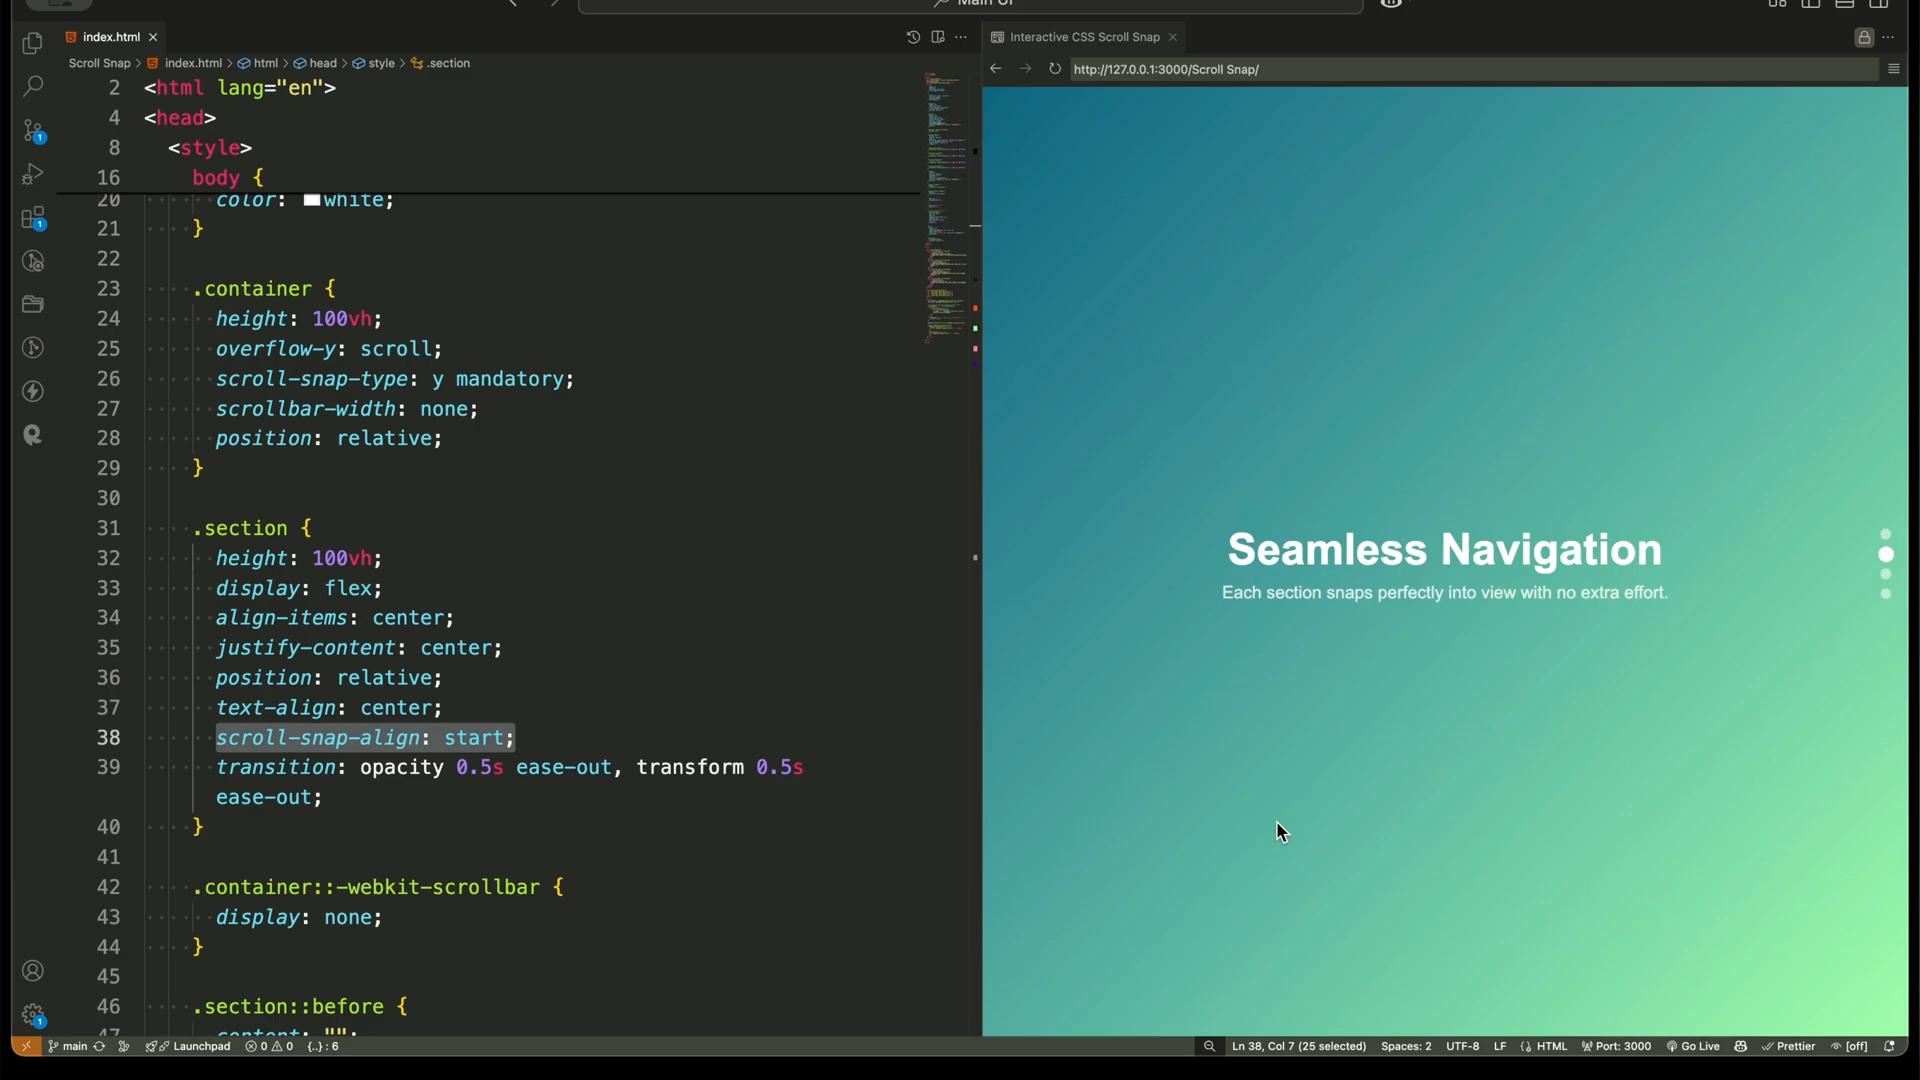 Main UI
index.html
Interactive CSS Scroll Snap
Scroll Snap > index.html > html > head > style > .section
http://127.0.0.1:3000/Scroll Snap/
2 <html lang="en">
4 <head>
8 <style>
16 body {
20 color: white;
21 }
22
23 .container {
24 height: 100vh;
25 overflow-y: scroll;
26 scroll-snap-type: y mandatory;
27 scrollbar-width: none;
28 position: relative;
29 }
30
31 .section {
32 height: 100vh;
33 display: flex;
34 align-items: center;
35 justify-content: center;
36 position: relative;
37 text-align: center;
38 scroll-snap-align: start;
39 transition: opacity 0.5s ease-out, transform 0.5s
ease-out;
40 }
41
42 .container::-webkit-scrollbar {
43 display: none;
44 }
45
46 .section::before {
47 content: "";
Seamless Navigation
Each section snaps perfectly into view with no extra effort.
1
1
1
main Launchpad 0 0 {..} : 6
Ln 38, Col 7 (25 selected) Spaces: 2 UTF-8 LF HTML Port: 3000 Go Live Prettier [off]